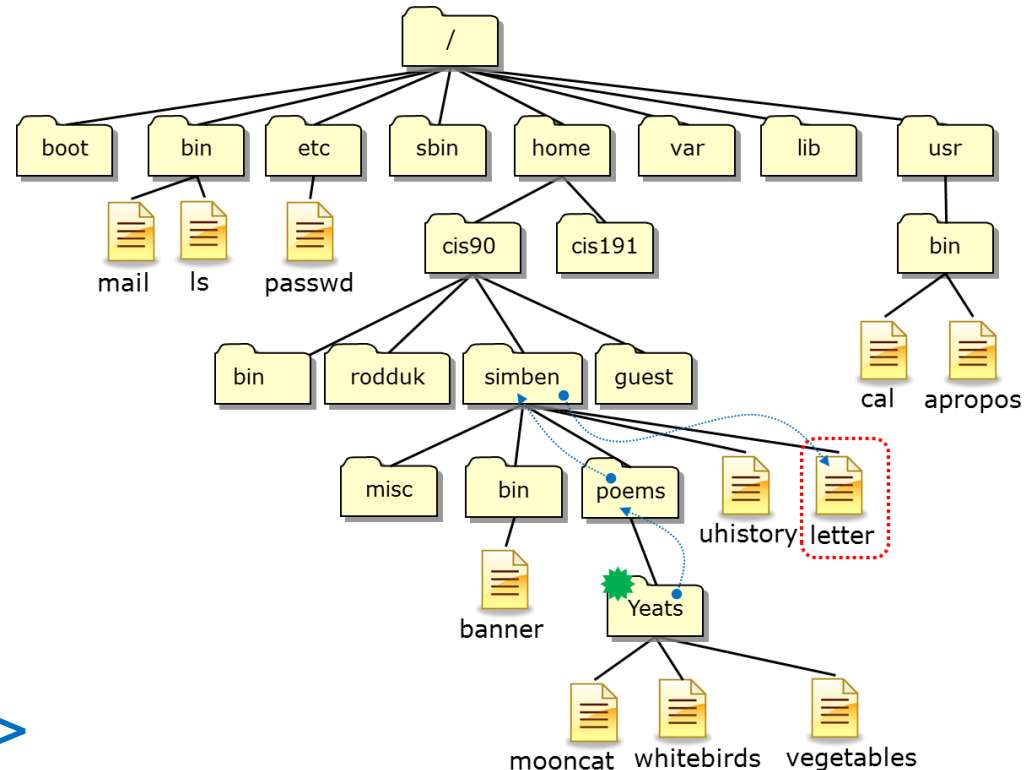 /
boot bin etc sbin home var lib usr
mail ls passwd cis90 cis191 bin
bin rodduk simben guest cal apropos
misc bin poems uhistory letter
banner Yeats
mooncat whitebirds vegetables
>